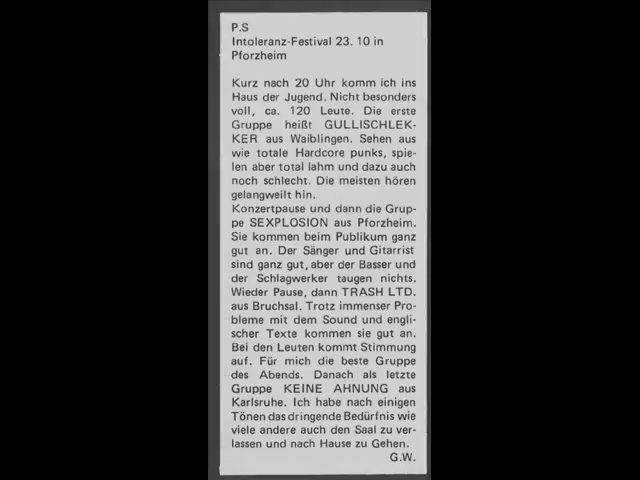 P.S
Intoleranz-Festival 23. 10 in
Pforzheim
Kurz nach 20 Uhr komm ich ins
Haus der Jugend. Nicht besonders
voll, ca. 120 Leute. Die erste
Gruppe heißt GULLISCHLEK-
KER aus Waiblingen. Sehen aus
wie totale Hardcore punks, spie-
len aber total lahm und dazu auch
noch schlecht. Die meisten hören
gelangweilt hin.
Konzertpause und dann die Grup-
pe SEXPLOSION aus Pforzheim.
Sie kommen beim Publikum ganz
gut an. Der Sänger und Gitarrist
sind ganz gut, aber der Basser und
der Schlagwerker taugen nichts.
Wieder Pause, dann TRASH LTD.
aus Bruchsal. Trotz immenser Pro-
bleme mit dem Sound und engli-
scher Texte kommen sie gut an.
Bei den Leuten kommt Stimmung
auf. Für mich die beste Gruppe
des Abends. Danach als letzte
Gruppe KEINE AHNUNG aus
Karlsruhe. Ich habe nach einigen
Tönen das dringende Bedürfnis wie
viele andere auch den Saal zu ver-
lassen und nach Hause zu Gehen.
G.W.